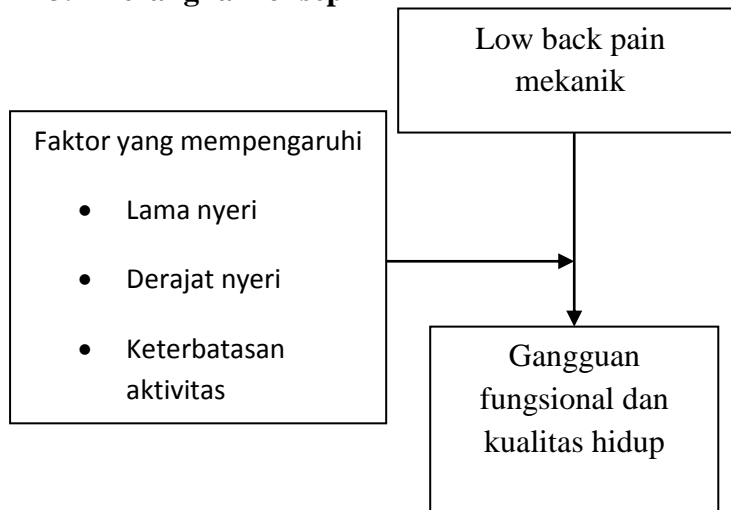 Low back pain
mekanik
Faktor yang mempengaruhi
• Lama nyeri
• Derajat nyeri
• Keterbatasan
aktivitas
Gangguan
fungsional dan
kualitas hidup